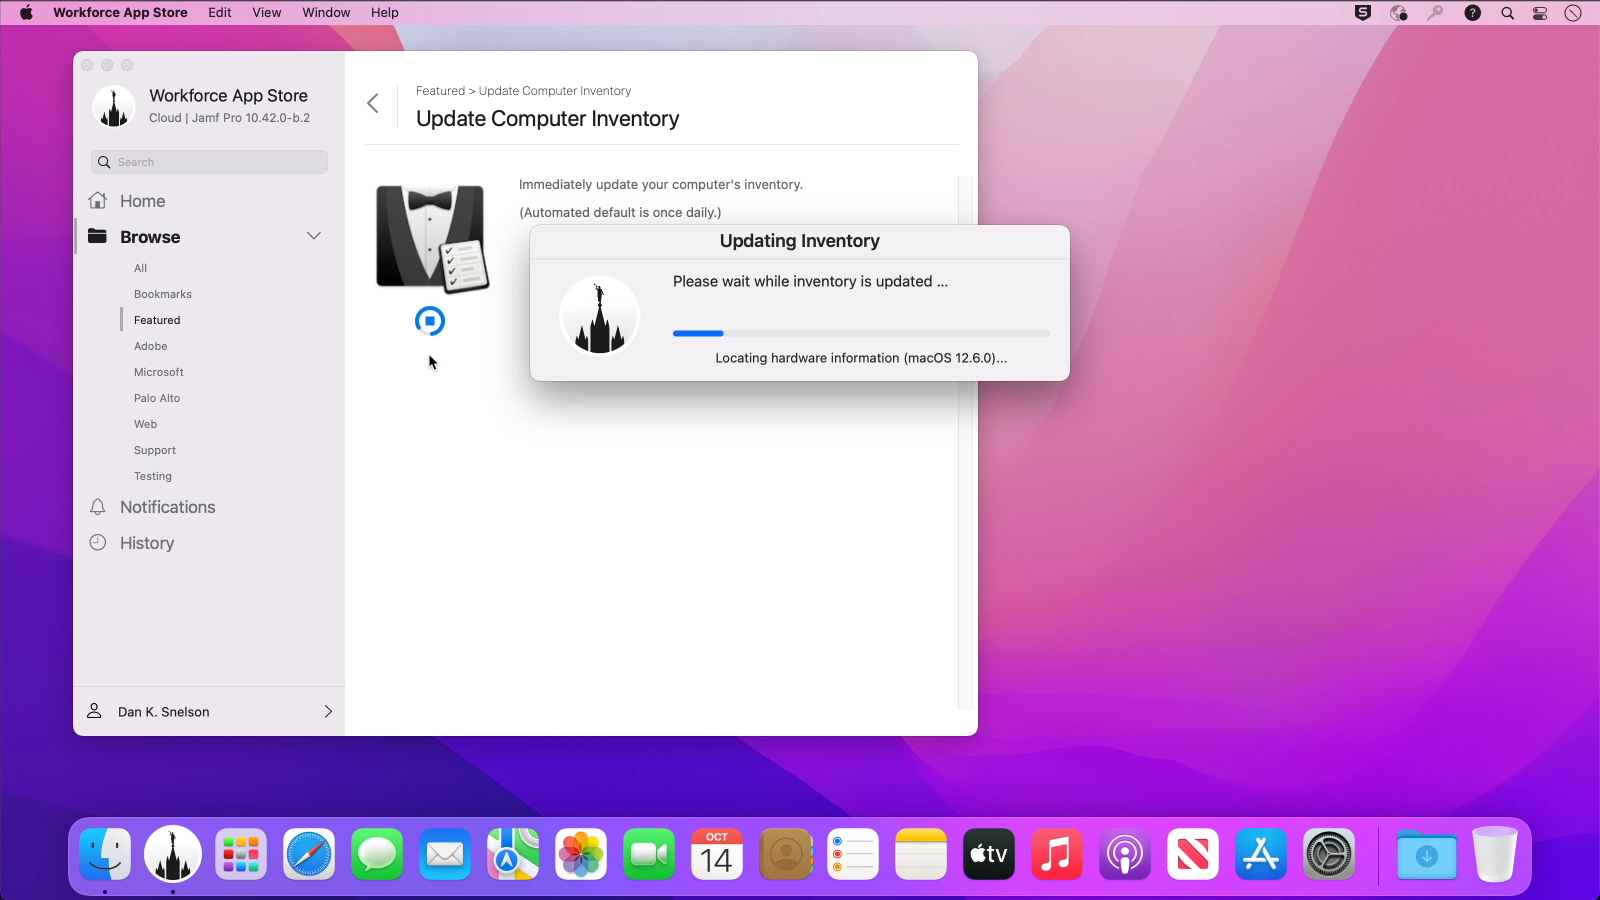 Workforce App Store Edit View Window Help
S
?
Workforce App Store
Cloud | Jamf Pro 10.42.0-b.2
Search
Home
Browse
All
Bookmarks
Featured
Adobe
Microsoft
Palo Alto
Web
Support
Testing
Notifications
History
Dan K. Snelson
Featured > Update Computer Inventory
Update Computer Inventory
Immediately update your computer's inventory.
(Automated default is once daily.)
Updating Inventory
Please wait while inventory is updated ...
Locating hardware information (macOS 12.6.0)...
OCT
14
tv